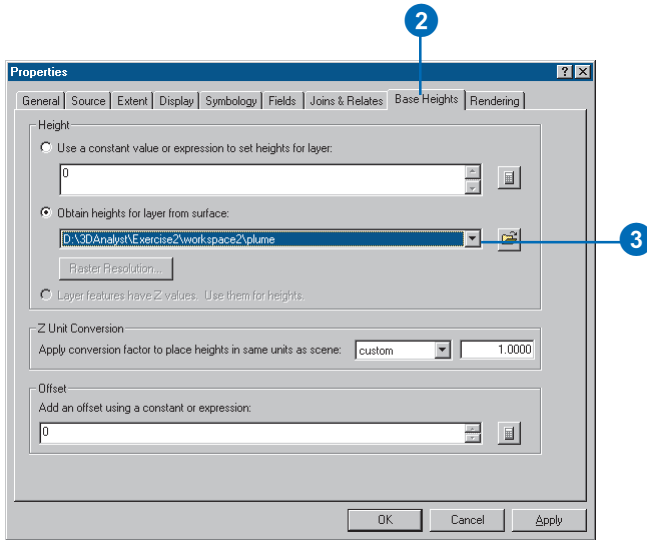 2
Properties
General Source Extent Display Symbology Fields Joins & Relates Base Heights Rendering
Height
Use a constant value or expression to set heights for layer:
0
Obtain heights for layer from surface:
D:\3DAnalyst\Exercise2\workspace2\plume
3
Raster Resolution...
Layer features have Z values. Use them for heights.
Z Unit Conversion
Apply conversion factor to place heights in same units as scene: custom 1.0000
Offset
Add an offset using a constant or expression:
0
OK Cancel Apply